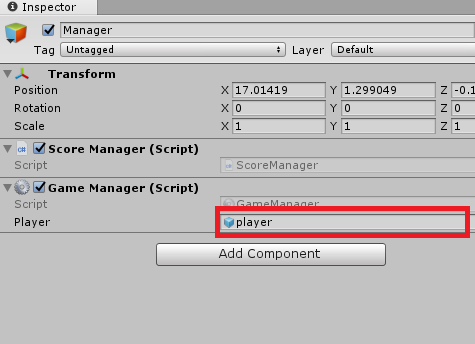 Inspector
Manager
Tag Untagged Layer Default
Transform
Position X 17.01419 Y 1.299049 Z -0.1
Rotation X 0 Y 0 Z 0
Scale X 1 Y 1 Z 1
Score Manager (Script)
Script ScoreManager
Game Manager (Script)
Script GameManager
Player player
Add Component